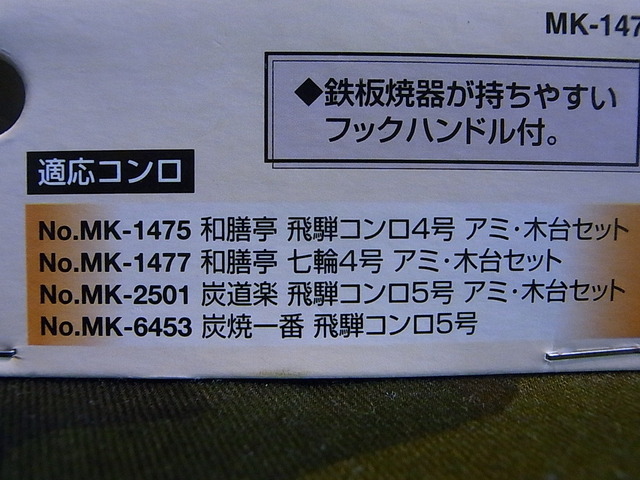 MK-147
◆鉄板焼器が持ちやすい
フックハンドル付。
適応コンロ
No.MK-1475 和膳亭 飛騨コンロ4号 アミ・木台セット
No.MK-1477 和膳亭 七輪4号 アミ・木台セット
No.MK-2501 炭道楽 飛騨コンロ5号 アミ・木台セット
No.MK-6453 炭焼一番 飛騨コンロ5号